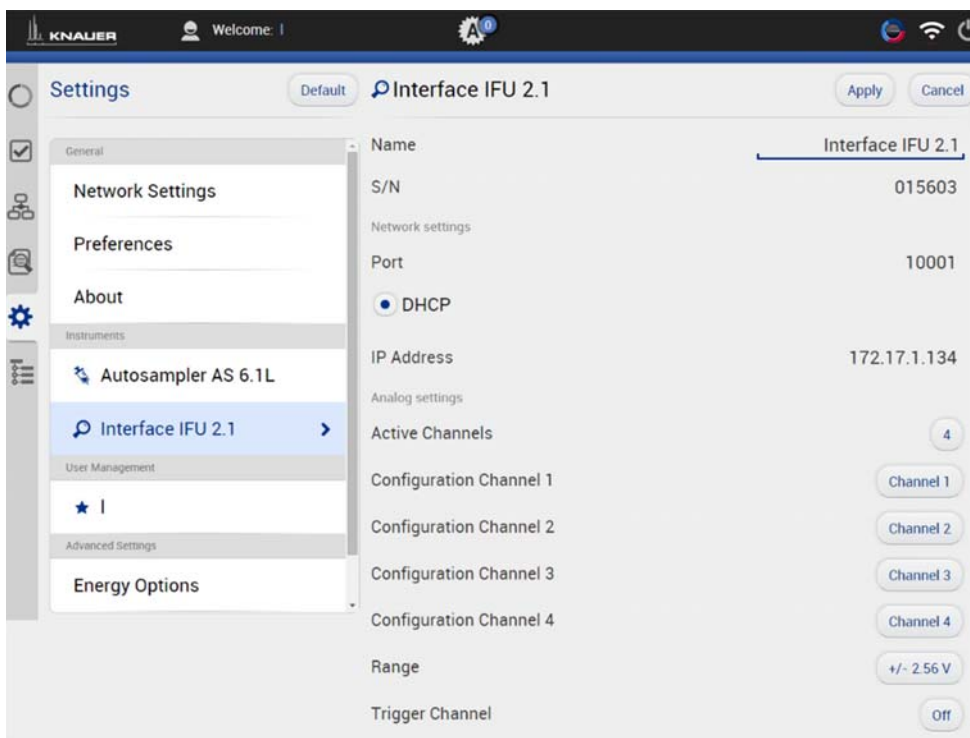 KNAUER
Welcome: l
A 0
Settings
Default
Interface IFU 2.1
Apply
Cancel
General
Network Settings
Preferences
About
Instruments
Autosampler AS 6.1L
Interface IFU 2.1
User Management
l
Advanced Settings
Energy Options
Name Interface IFU 2.1
S/N 015603
Network settings
Port 10001
DHCP
IP Address 172.17.1.134
Analog settings
Active Channels 4
Configuration Channel 1 Channel 1
Configuration Channel 2 Channel 2
Configuration Channel 3 Channel 3
Configuration Channel 4 Channel 4
Range +/- 2.56 V
Trigger Channel Off